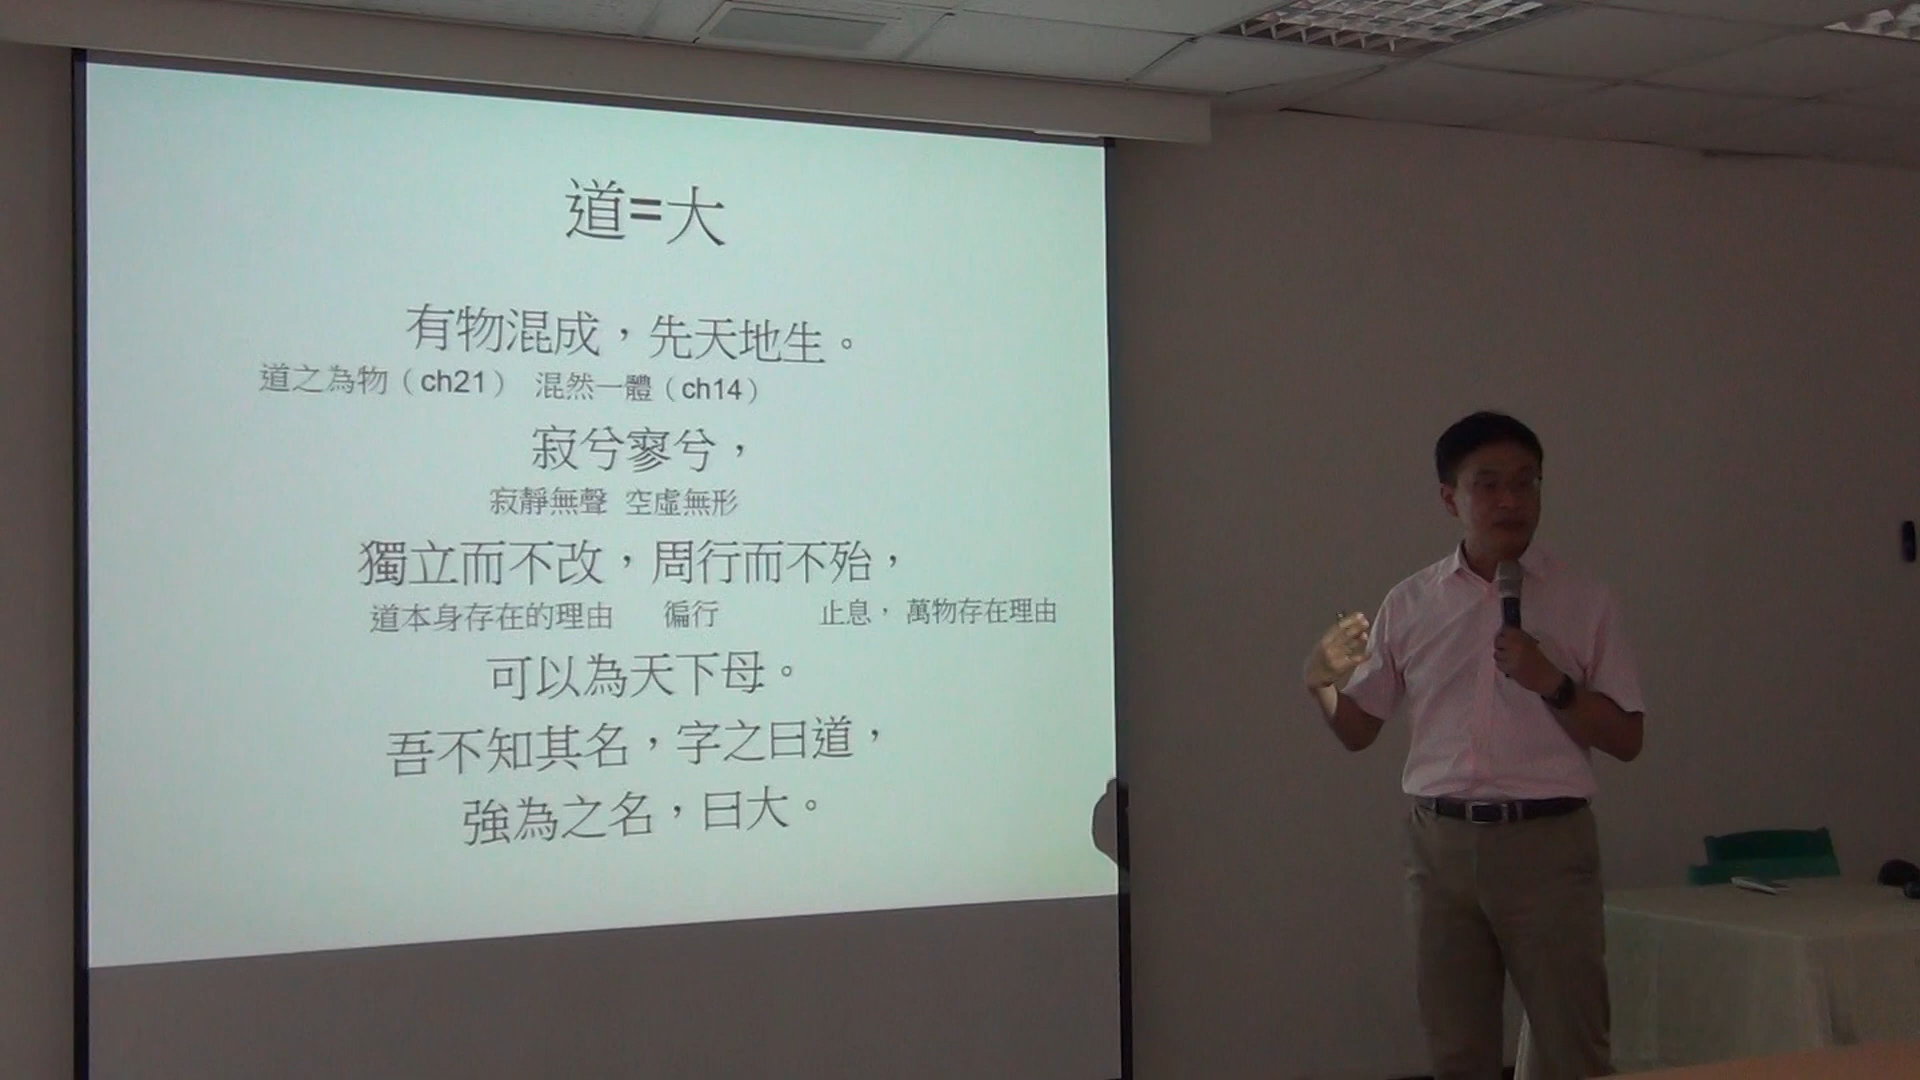 道=大
有物混成，先天地生。
道之為物（ch21） 混然一體（ch14）
寂兮寥兮，
寂靜無聲 空虛無形
獨立而不改，周行而不殆，
道本身存在的理由 徧行 止息， 萬物存在理由
可以為天下母。
吾不知其名，字之曰道，
強為之名，曰大。